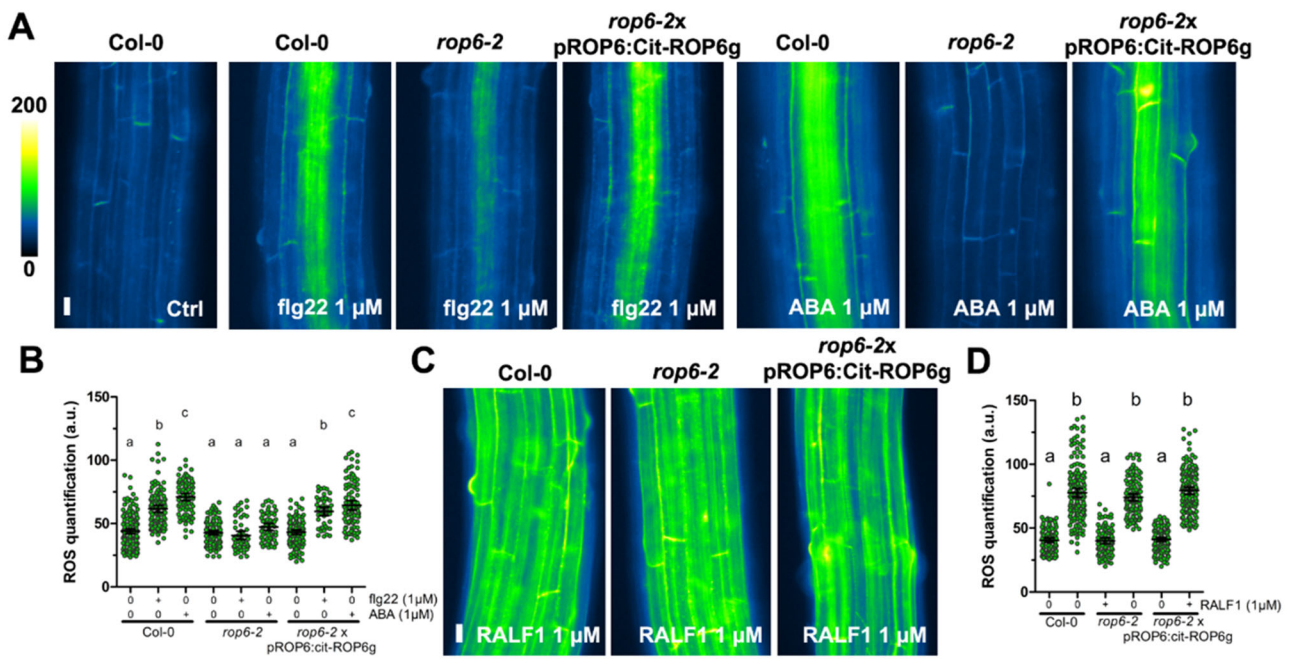 A
Col-0
Col-0
rop6-2
rop6-2x
pROP6:Cit-ROP6g
Col-0
rop6-2
rop6-2x
pROP6:Cit-ROP6g
200
0
Ctrl
flg22 1 µM
flg22 1 µM
flg22 1 µM
ABA 1 µM
ABA 1 µM
ABA 1 µM
B
ROS quantification (a.u.)
150
100
50
0
a b c a a a a b c
0 + 0 0 + 0 0 + 0 flg22 (1µM)
0 0 + 0 0 + 0 0 + ABA (1µM)
Col-0 rop6-2 rop6-2 x
pROP6:cit-ROP6g
C
Col-0
rop6-2
rop6-2x
pROP6:Cit-ROP6g
RALF1 1 µM
RALF1 1 µM
RALF1 1 µM
D
ROS quantification (a.u.)
150
100
50
0
a b a b a b
0 0 + 0 0 + RALF1 (1µM)
Col-0 rop6-2 rop6-2 x
pROP6:cit-ROP6g